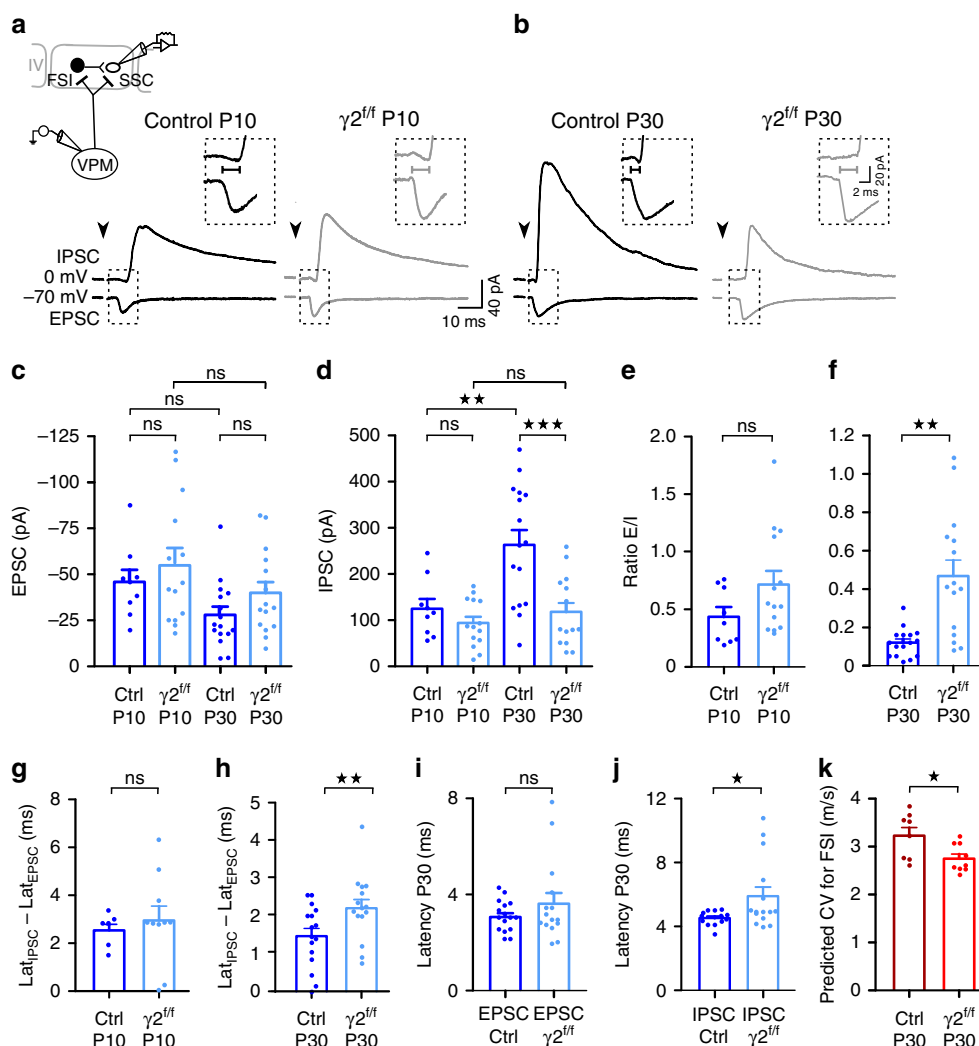 a
b
IV
FSI
SSC
VPM
Control P10
γ2f/f P10
Control P30
γ2f/f P30
20 pA
2 ms
IPSC
0 mV
–70 mV
EPSC
40 pA
10 ms
c
d
e
f
ns
ns
ns
ns
–125
–100
–75
–50
–25
0
EPSC (pA)
Ctrl P10
γ2f/f P10
Ctrl P30
γ2f/f P30
ns
★★
ns
★★★
500
400
300
200
100
0
IPSC (pA)
Ctrl P10
γ2f/f P10
Ctrl P30
γ2f/f P30
ns
2.0
1.5
1.0
0.5
0
Ratio E/I
Ctrl P10
γ2f/f P10
★★
1.2
1.0
0.8
0.6
0.4
0.2
0
Ctrl P30
γ2f/f P30
g
h
i
j
k
ns
8
6
4
2
0
LatIPSC – LatEPSC (ms)
Ctrl P10
γ2f/f P10
★★
5
4
3
2
1
0
LatIPSC – LatEPSC (ms)
Ctrl P30
γ2f/f P30
ns
8
4
0
Latency P30 (ms)
EPSC Ctrl
EPSC γ2f/f
★
12
8
4
0
Latency P30 (ms)
IPSC Ctrl
IPSC γ2f/f
★
4
3
2
1
0
Predicted CV for FSI (m/s)
Ctrl P30
γ2f/f P30